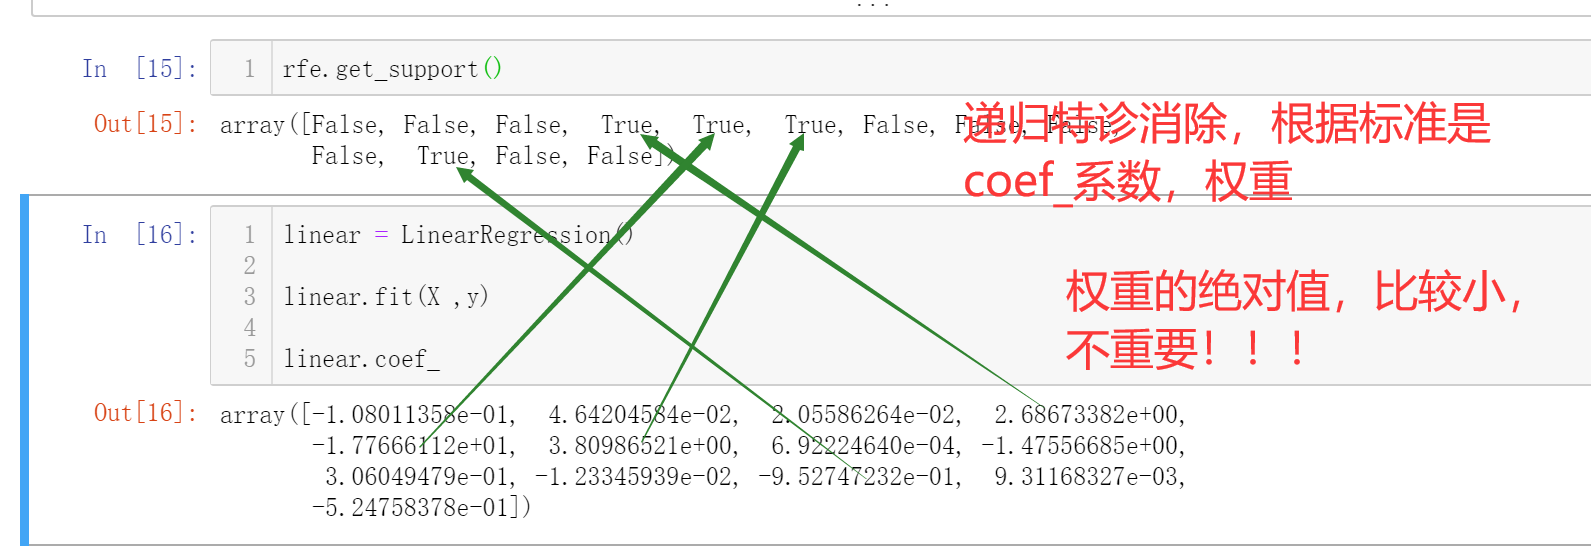 ...
In [15]: 1 rfe.get_support()
Out[15]: array([False, False, False, True, True, True, False, False, False,
False, True, False, False])
递归特诊消除，根据标准是
coef_系数，权重
In [16]: 1 linear = LinearRegression()
2
3 linear.fit(X ,y)
4
5 linear.coef_
权重的绝对值，比较小，
不重要！！！
Out[16]: array([-1.08011358e-01, 4.64204584e-02, 2.05586264e-02, 2.68673382e+00,
-1.77666112e+01, 3.80986521e+00, 6.92224640e-04, -1.47556685e+00,
3.06049479e-01, -1.23345939e-02, -9.52747232e-01, 9.31168327e-03,
-5.24758378e-01])